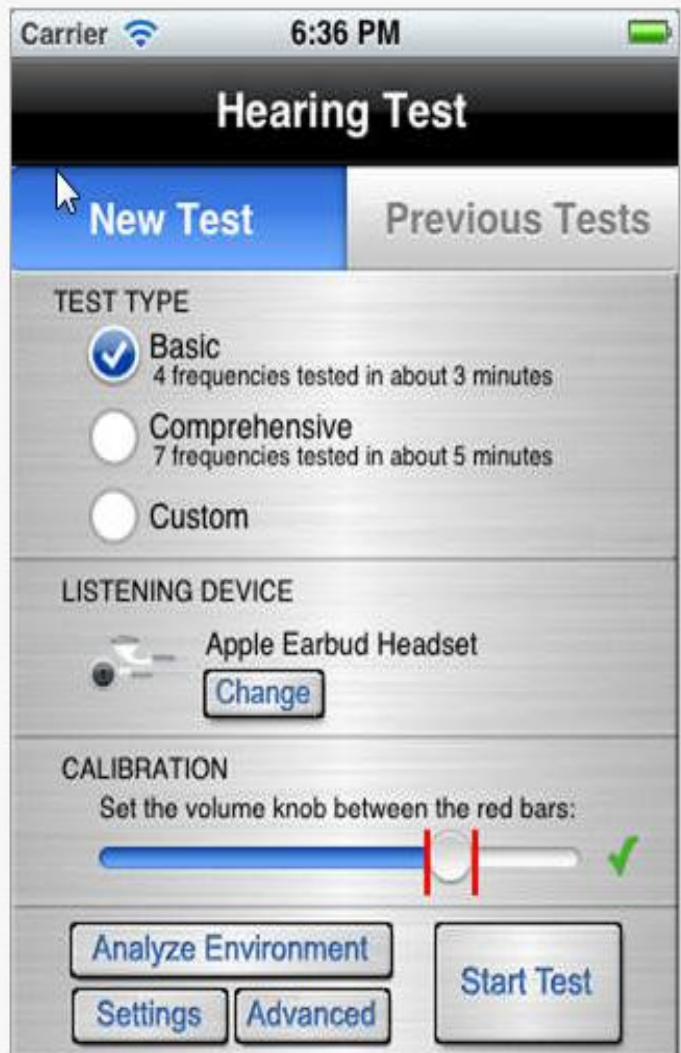 Carrier 6:36 PM
Hearing Test
New Test Previous Tests
TEST TYPE
Basic
4 frequencies tested in about 3 minutes
Comprehensive
7 frequencies tested in about 5 minutes
Custom
LISTENING DEVICE
Apple Earbud Headset
Change
CALIBRATION
Set the volume knob between the red bars:
Analyze Environment
Start Test
Settings Advanced